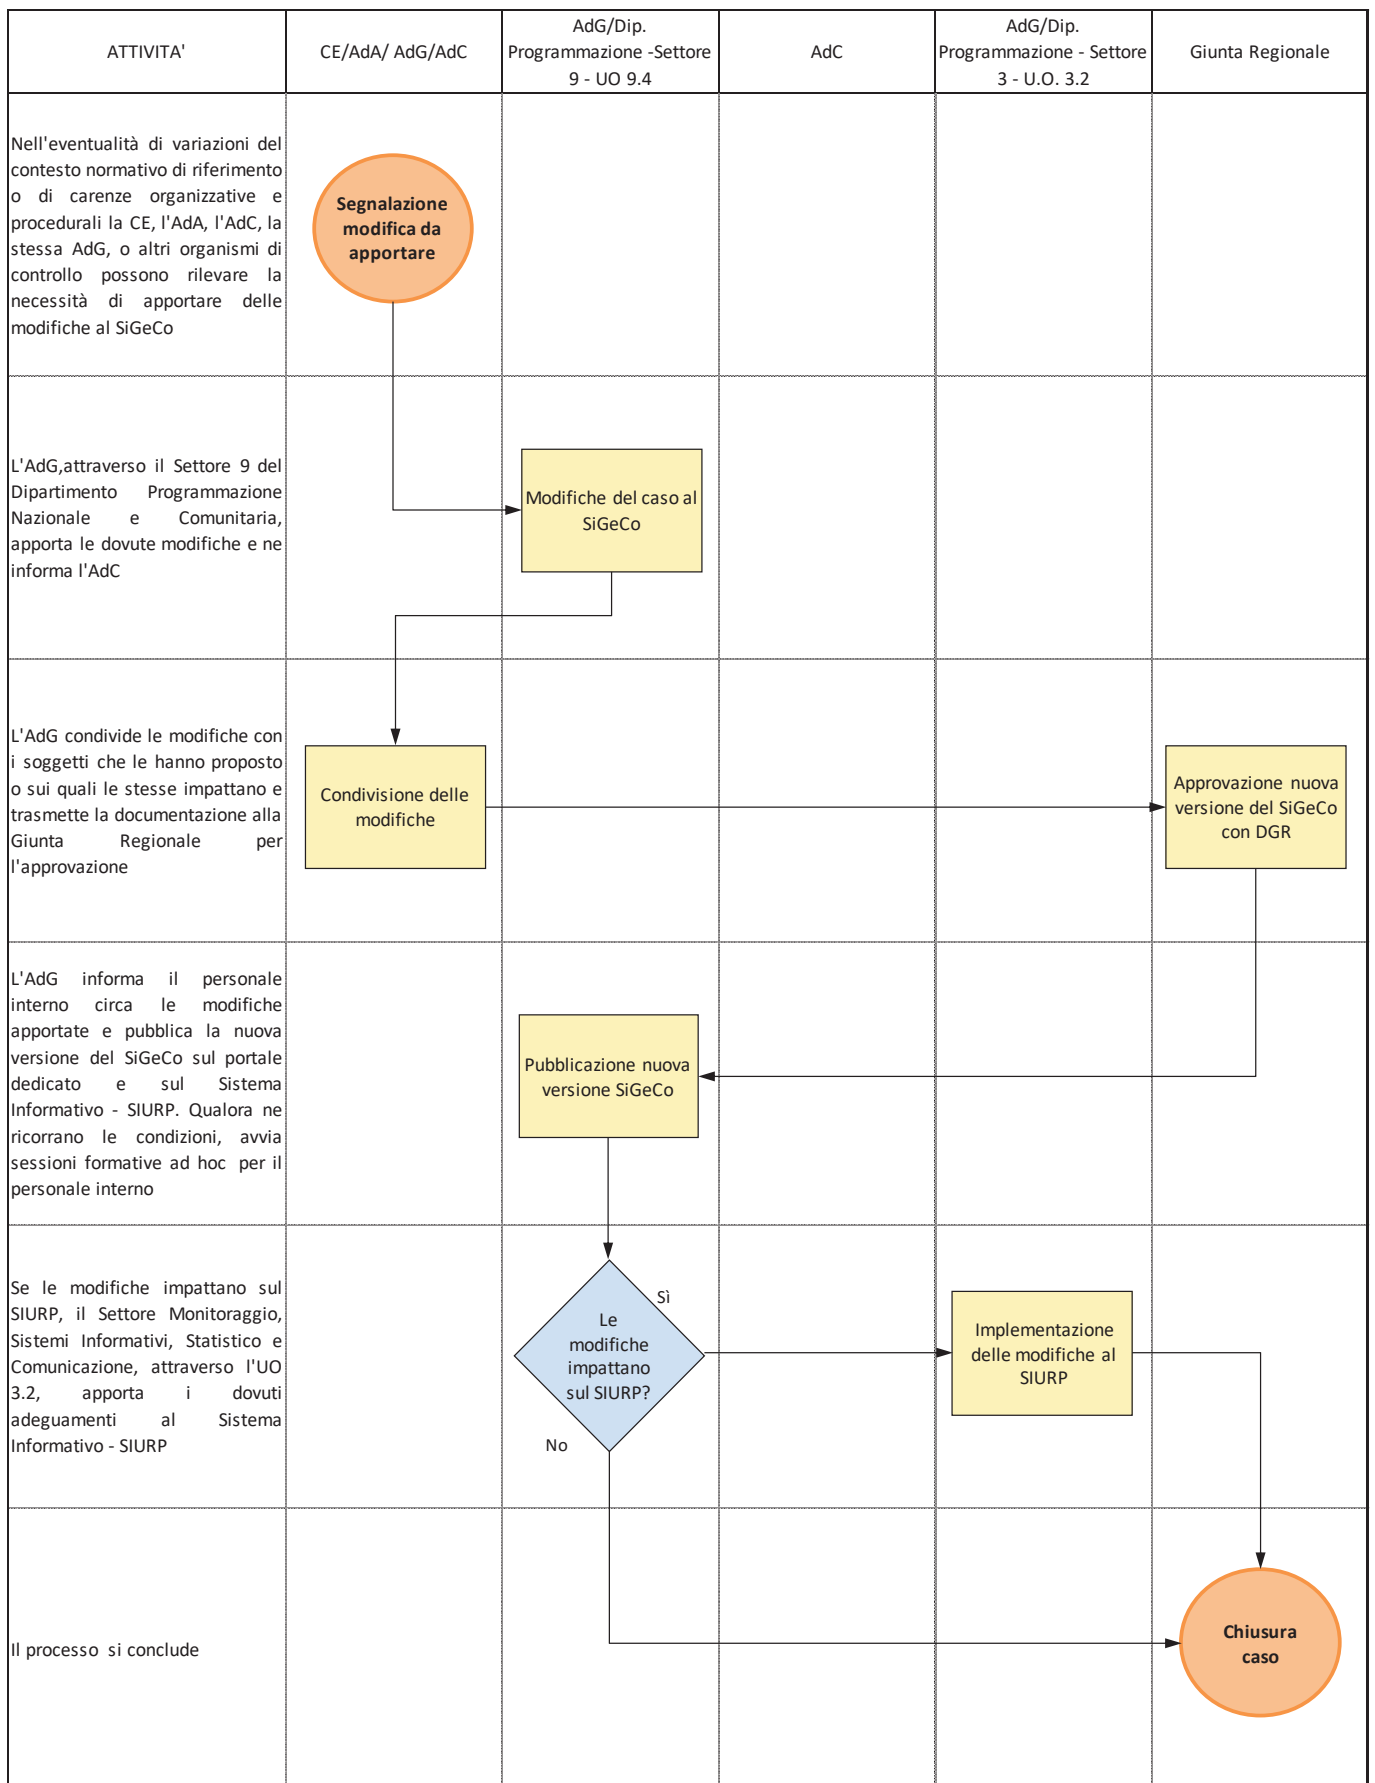 ATTIVITA'
CE/AdA/ AdG/AdC
AdG/Dip.
Programmazione -Settore
9 - UO 9.4
AdC
AdG/Dip.
Programmazione - Settore
3 - U.O. 3.2
Giunta Regionale
Nell'eventualità di variazioni del
contesto normativo di riferimento
o di carenze organizzative e
procedurali la CE, l'AdA, l'AdC, la
stessa AdG, o altri organismi di
controllo possono rilevare la
necessità di apportare delle
modifiche al SiGeCo
Segnalazione
modifica da
apportare
L'AdG,attraverso il Settore 9 del
Dipartimento Programmazione
Nazionale e Comunitaria,
apporta le dovute modifiche e ne
informa l'AdC
Modifiche del caso al
SiGeCo
L'AdG condivide le modifiche con
i soggetti che le hanno proposto
o sui quali le stesse impattano e
trasmette la documentazione alla
Giunta Regionale per
l'approvazione
Condivisione delle
modifiche
Approvazione nuova
versione del SiGeCo
con DGR
L'AdG informa il personale
interno circa le modifiche
apportate e pubblica la nuova
versione del SiGeCo sul portale
dedicato e sul Sistema
Informativo - SIURP. Qualora ne
ricorrano le condizioni, avvia
sessioni formative ad hoc per il
personale interno
Pubblicazione nuova
versione SiGeCo
Se le modifiche impattano sul
SIURP, il Settore Monitoraggio,
Sistemi Informativi, Statistico e
Comunicazione, attraverso l'UO
3.2, apporta i dovuti
adeguamenti al Sistema
Informativo - SIURP
Le
modifiche
impattano
sul SIURP?
Sì
No
Implementazione
delle modifiche al
SIURP
Il processo si conclude
Chiusura
caso